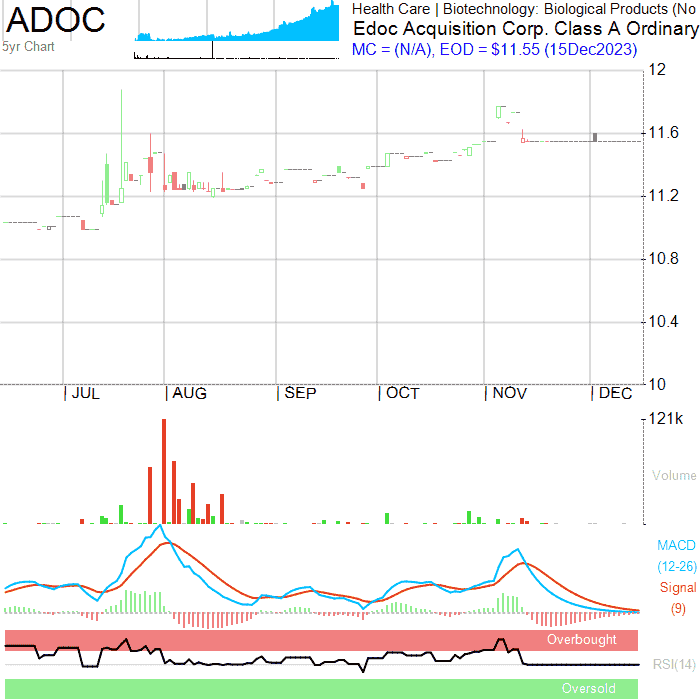 ADOC
5yr Chart
Health Care | Biotechnology: Biological Products (No
Edoc Acquisition Corp. Class A Ordinary
MC = (N/A), EOD = $11.55 (15Dec2023)
12
11.6
11.2
10.8
10.4
10
| JUL | AUG | SEP | OCT | NOV | DEC
121k
Volume
MACD
(12-26)
Signal
(9)
Overbought
RSI(14)
Oversold